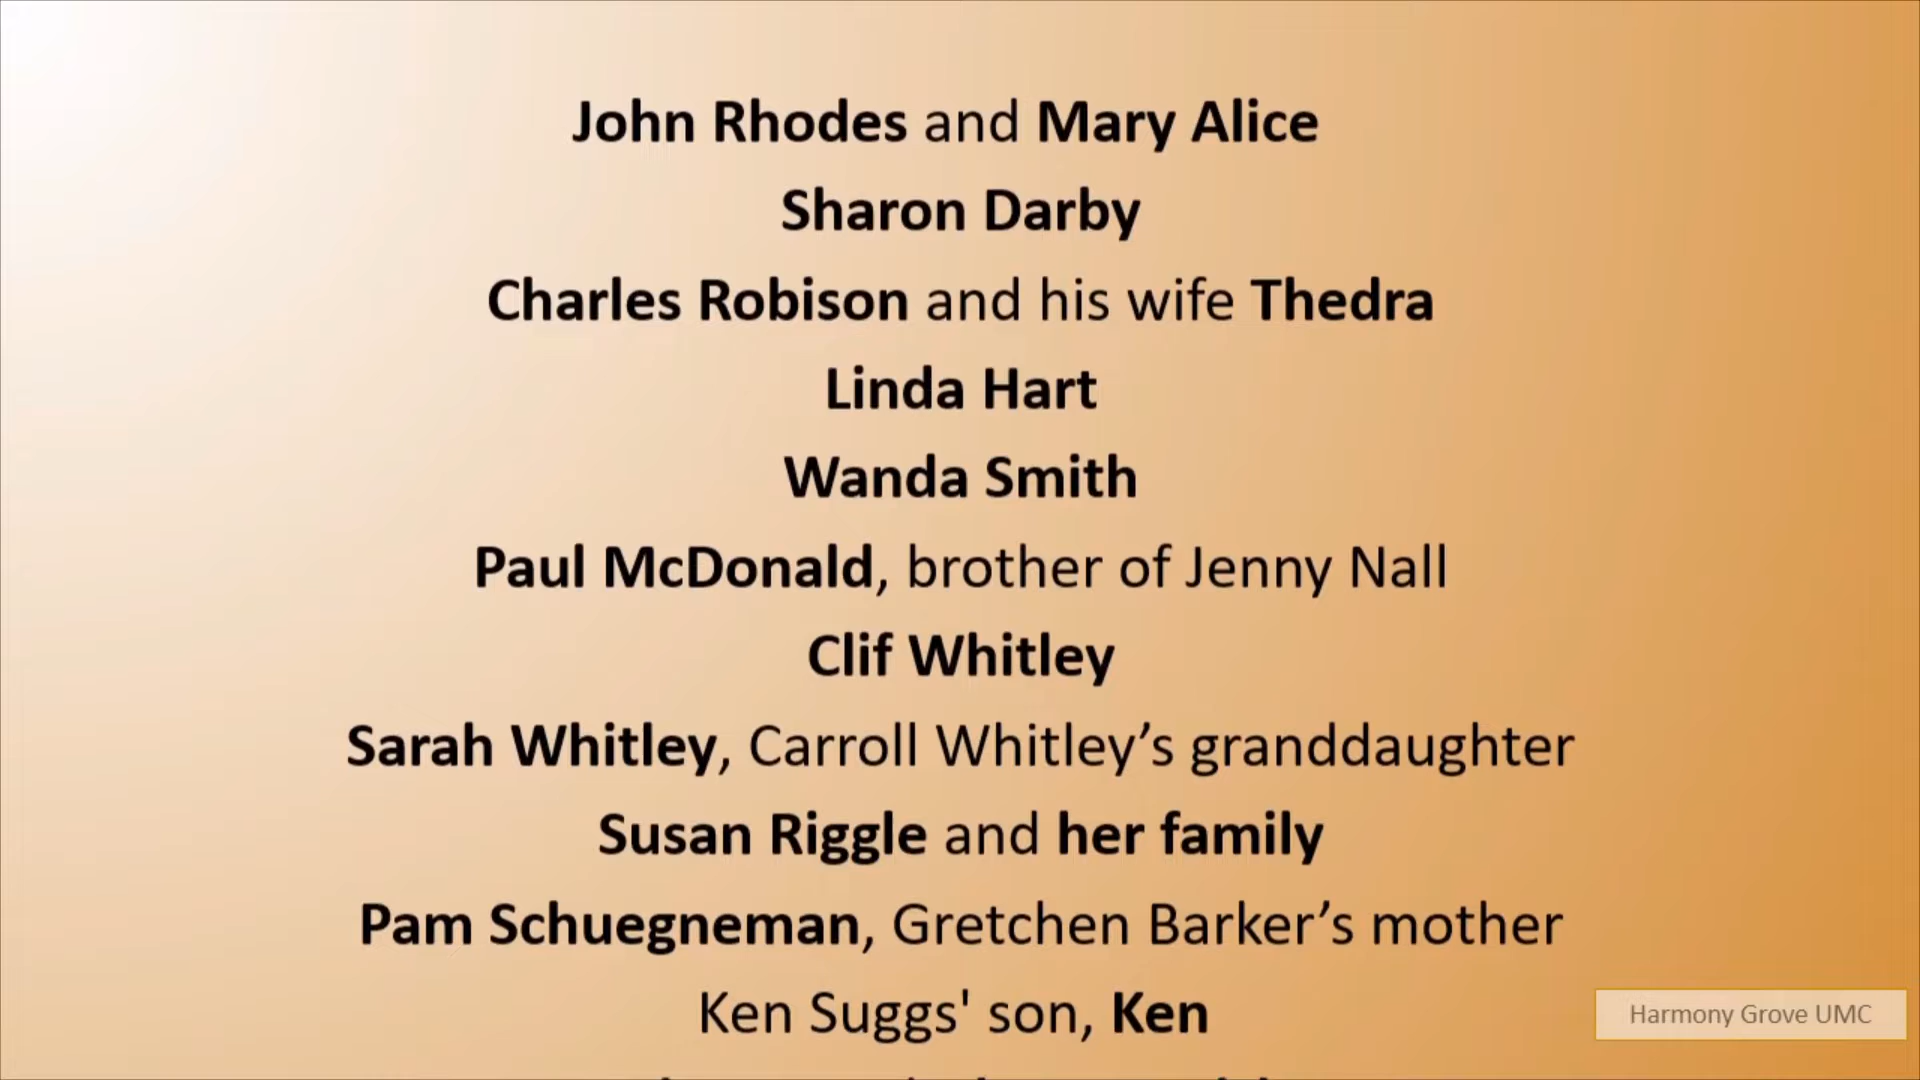 John Rhodes and Mary Alice
Sharon Darby
Charles Robison and his wife Thedra
Linda Hart
Wanda Smith
Paul McDonald, brother of Jenny Nall
Clif Whitley
Sarah Whitley, Carroll Whitley’s granddaughter
Susan Riggle and her family
Pam Schuegneman, Gretchen Barker’s mother
Ken Suggs' son, Ken
Harmony Grove UMC